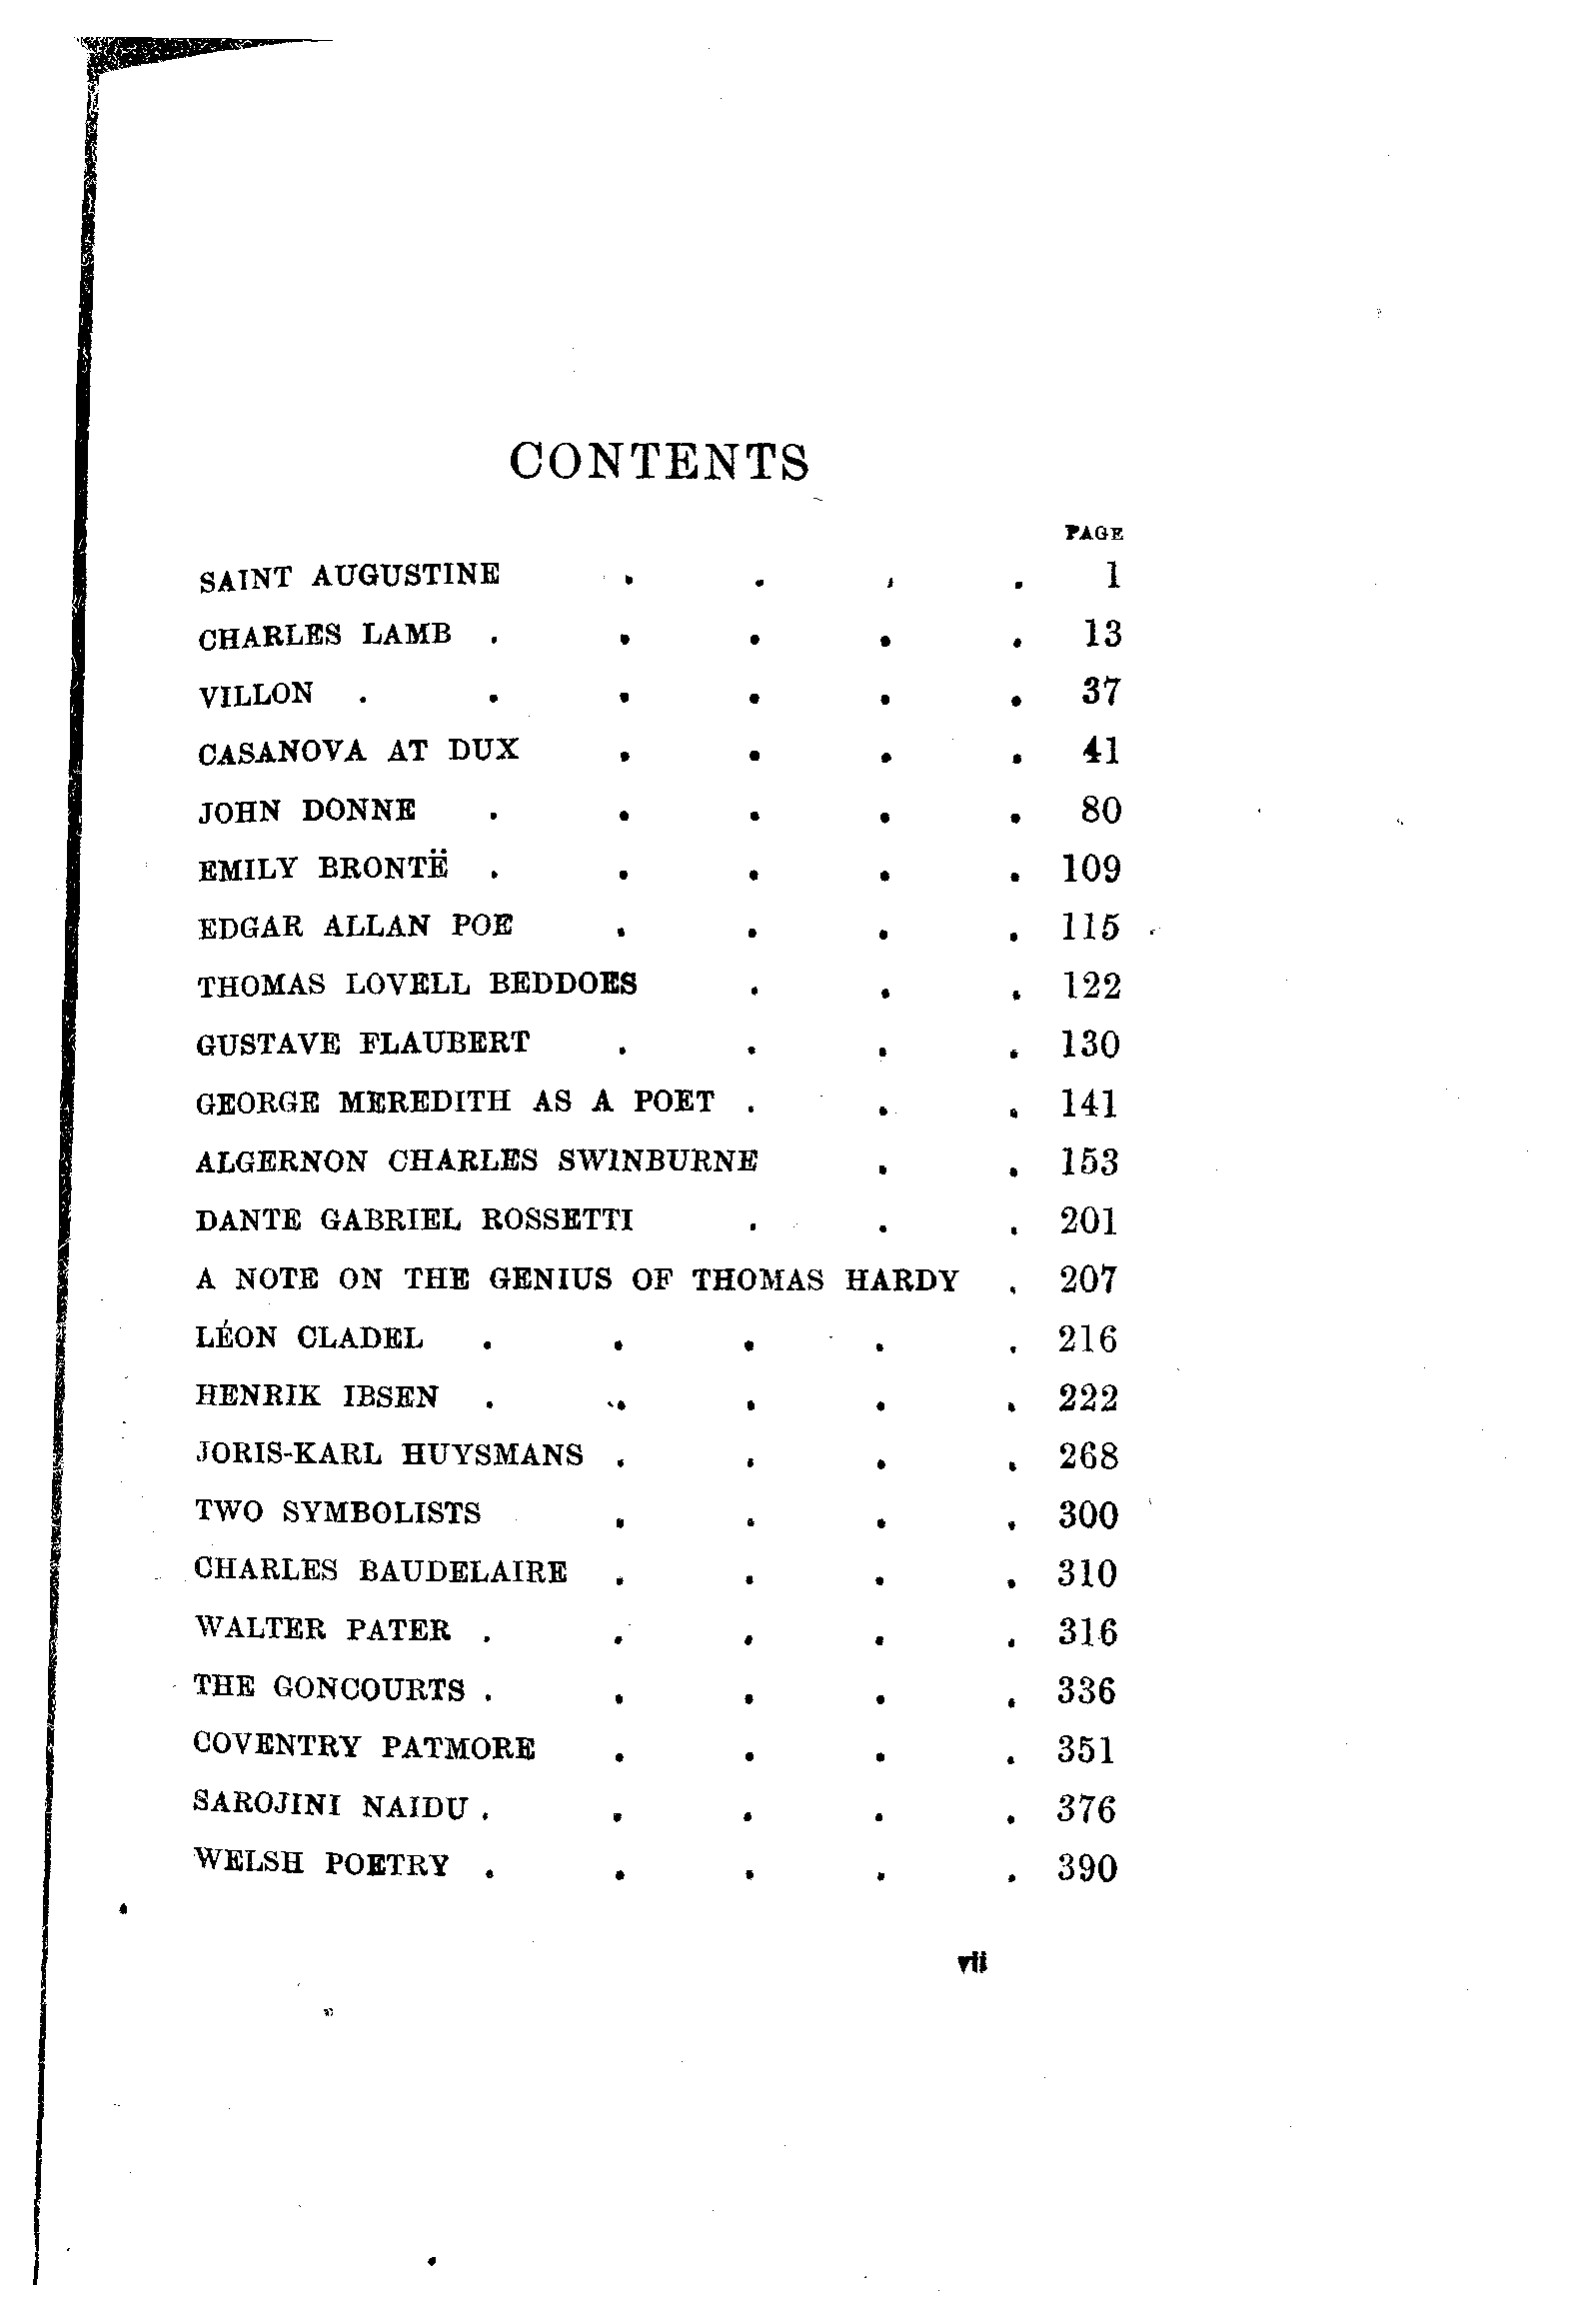 CONTENTS
PAGE
SAINT AUGUSTINE . . . . 1
CHARLES LAMB . . . . . 13
VILLON . . . . . . 37
CASANOVA AT DUX . . . . 41
JOHN DONNE . . . . . 80
EMILY BRONTË . . . . . 109
EDGAR ALLAN POE . . . . 115
THOMAS LOVELL BEDDOES . . . 122
GUSTAVE FLAUBERT . . . . 130
GEORGE MEREDITH AS A POET . . . 141
ALGERNON CHARLES SWINBURNE . . 153
DANTE GABRIEL ROSSETTI . . . 201
A NOTE ON THE GENIUS OF THOMAS HARDY . 207
LÉON CLADEL . . . . . 216
HENRIK IBSEN . . . . . 222
JORIS-KARL HUYSMANS . . . . 268
TWO SYMBOLISTS . . . . 300
CHARLES BAUDELAIRE . . . . 310
WALTER PATER . . . . . 316
THE GONCOURTS . . . . . 336
COVENTRY PATMORE . . . . 351
SAROJINI NAIDU . . . . . 376
WELSH POETRY . . . . . 390
vii